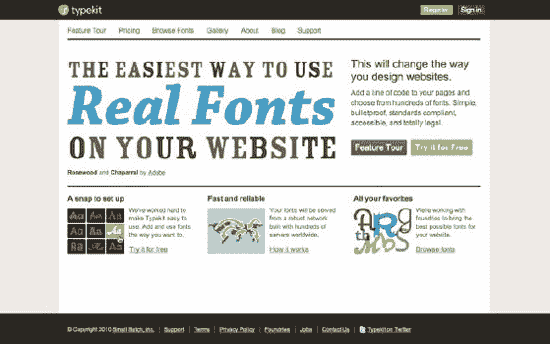 typekit
Register Sign in
Feature Tour Pricing Browse Fonts Gallery About Blog Support
THE EASIEST WAY TO USE
Real Fonts
ON YOUR WEBSITE
Rosewood and Chaparral by Adobe
This will change the way
you design websites.
Add a line of code to your pages and
choose from hundreds of fonts. Simple,
bulletproof, standards compliant,
accessible, and totally legal.
Feature Tour Try it for Free
A snap to set up
We've worked hard to
make Typekit easy to
use. Add and use fonts
the way you want to.
Try it for free
Fast and reliable
Your fonts will be served
from a robust network
built with hundreds of
servers worldwide.
How it works
All your favorites
We're working with
foundries to bring the
best possible fonts for
your website.
Browse fonts
© Copyright 2010 Small Batch, Inc. Support Terms Privacy Policy Foundries Jobs Contact Us Typekit on Twitter